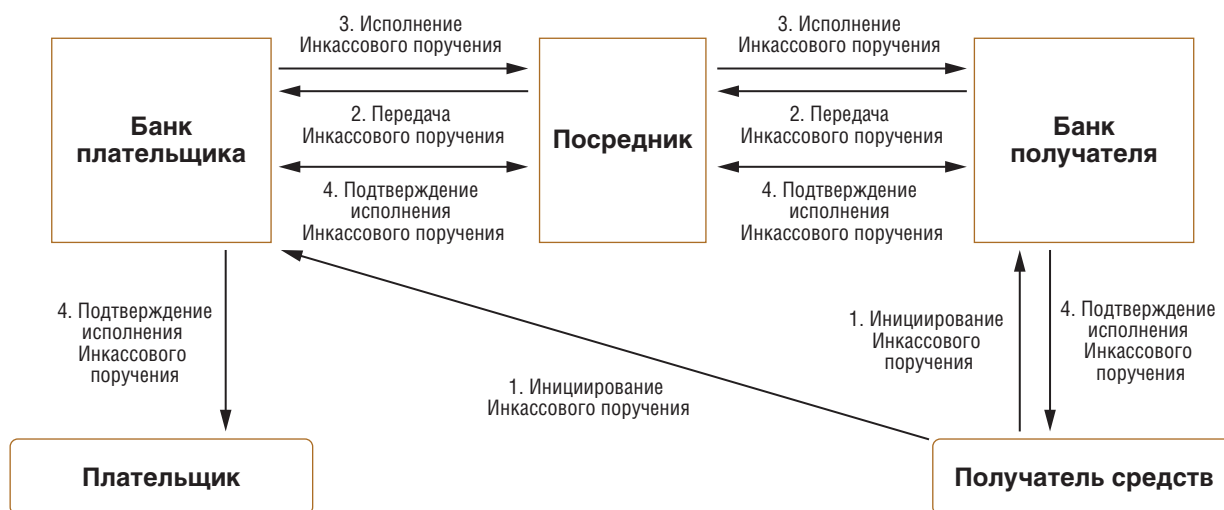 3. Исполнение
Инкассового поручения
3. Исполнение
Инкассового поручения
Банк
плательщика
2. Передача
Инкассового поручения
Посредник
2. Передача
Инкассового поручения
Банк
получателя
4. Подтверждение
исполнения
Инкассового поручения
4. Подтверждение
исполнения
Инкассового поручения
4. Подтверждение
исполнения
Инкассового
поручения
1. Инициирование
Инкассового поручения
1. Инициирование
Инкассового
поручения
4. Подтверждение
исполнения
Инкассового
поручения
Плательщик
Получатель средств